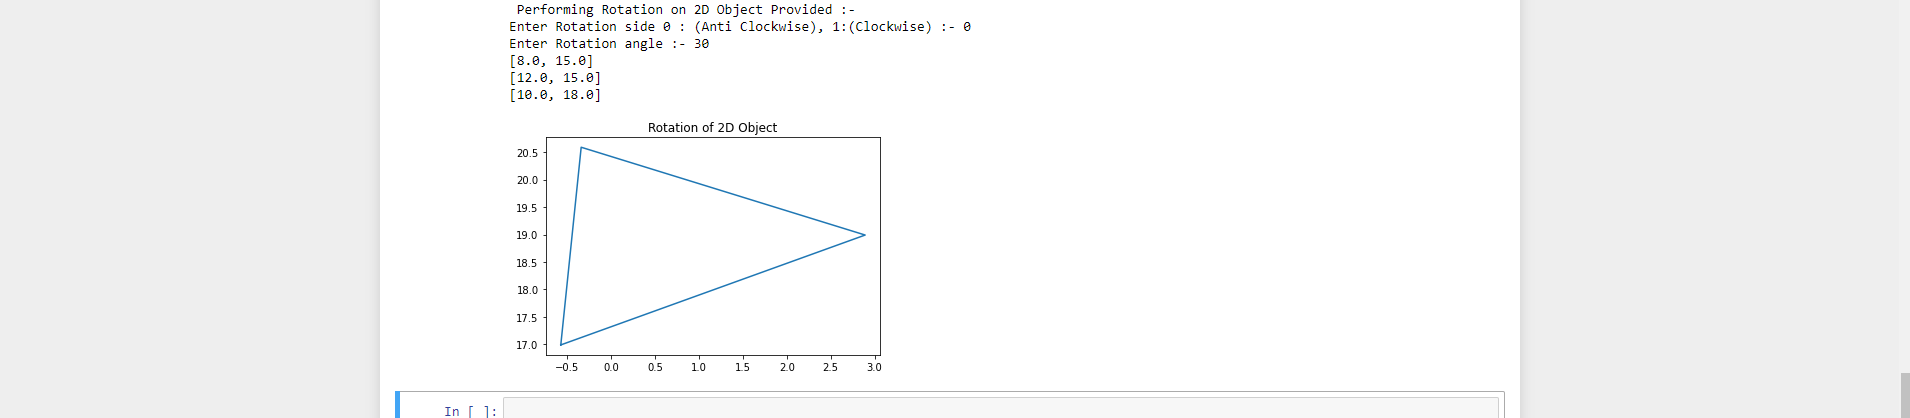 Performing Rotation on 2D Object Provided :-
Enter Rotation side 0 : (Anti Clockwise), 1:(Clockwise) :- 0
Enter Rotation angle :- 30
[8.0, 15.0]
[12.0, 15.0]
[10.0, 18.0]
Rotation of 2D Object
20.5
20.0
19.5
19.0
18.5
18.0
17.5
17.0
−0.5 0.0 0.5 1.0 1.5 2.0 2.5 3.0
In [ ]: